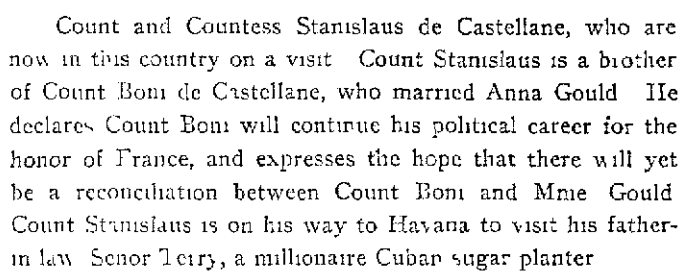 Count and Countess Stanislaus de Castellane, who are
now in this country on a visit Count Stanislaus is a brother
of Count Boni de Castellane, who married Anna Gould He
declares Count Boni will continue his political career for the
honor of France, and expresses the hope that there will yet
be a reconciliation between Count Boni and Mme Gould
Count Stanislaus is on his way to Havana to visit his father-
in law Senor Terry, a millionaire Cuban sugar planter